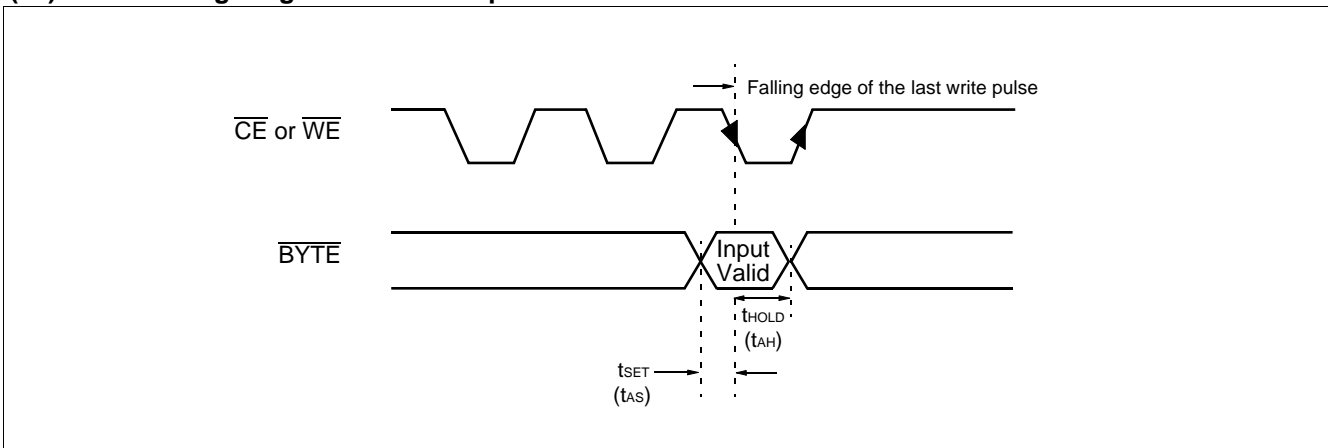 Falling edge of the last write pulse
CE or WE
BYTE
Input
Valid
tHOLD
(tAH)
tSET
(tAS)